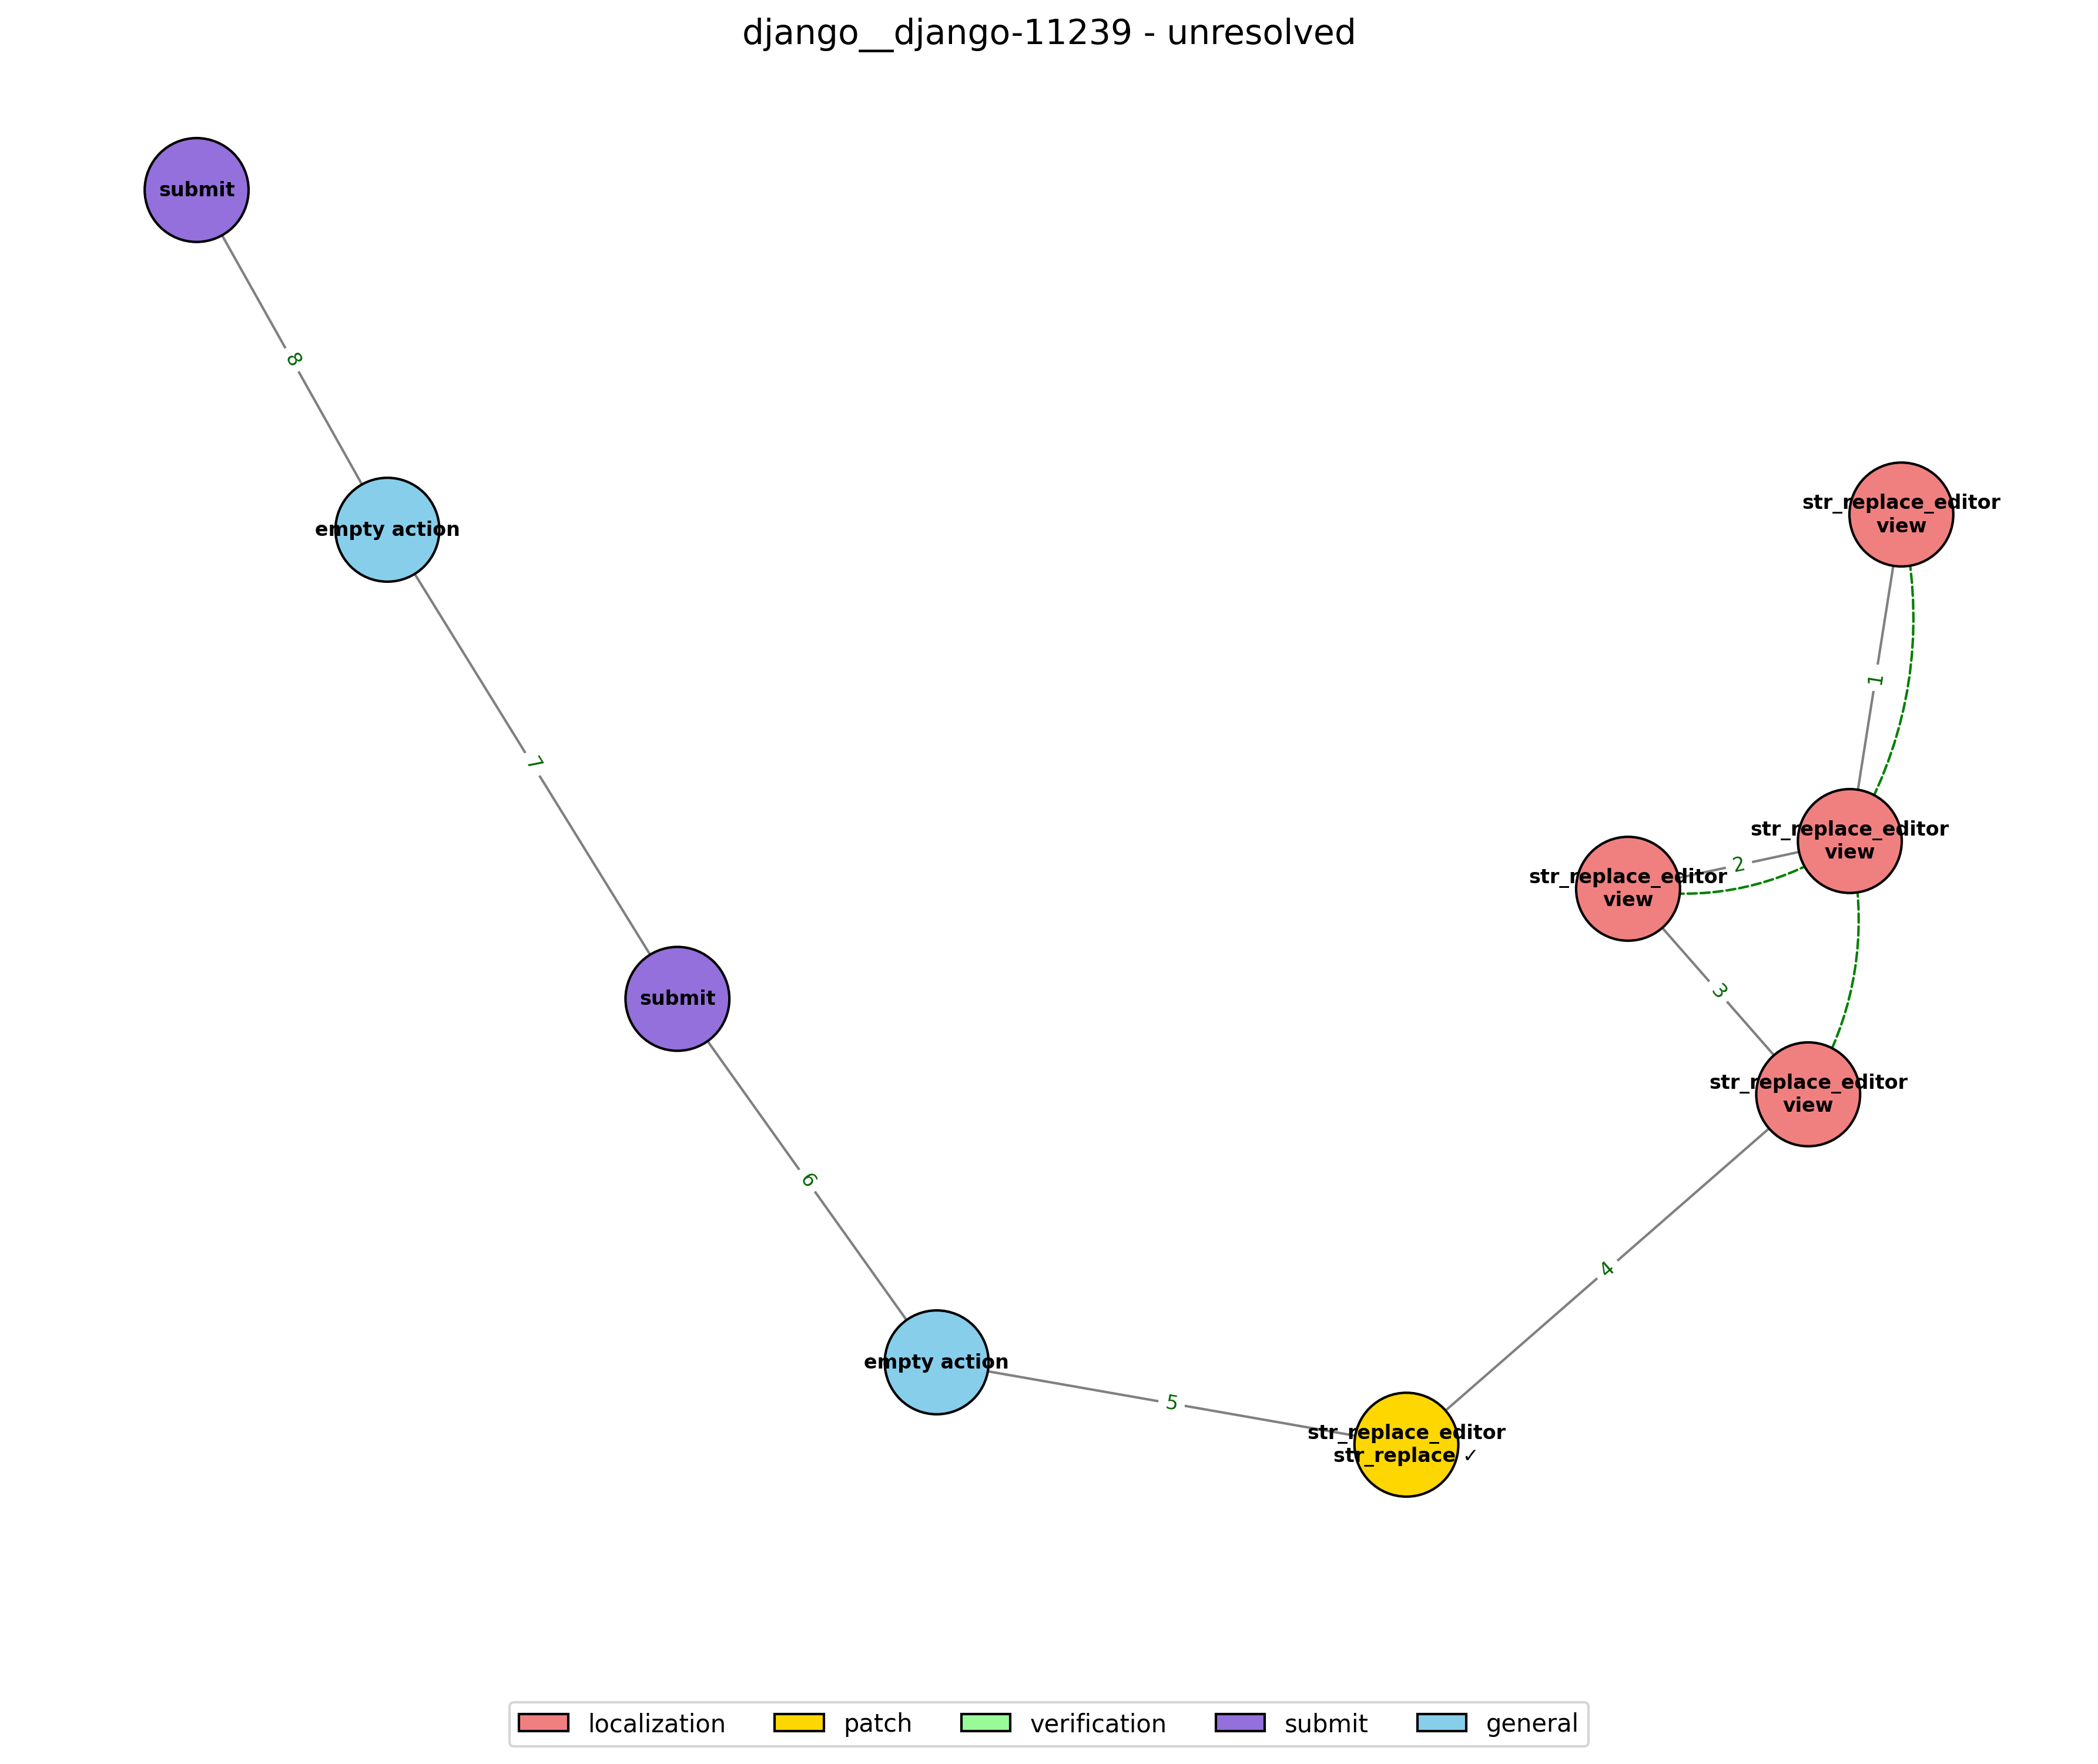 django__django-11239 - unresolved
submit
8
empty action
str_replace_editor
view
1
7
str_replace_editor
view
2
str_replace_editor
view
submit
3
str_replace_editor
view
6
4
empty action
5
str_replace_editor
str_replace ✓
localization
patch
verification
submit
general